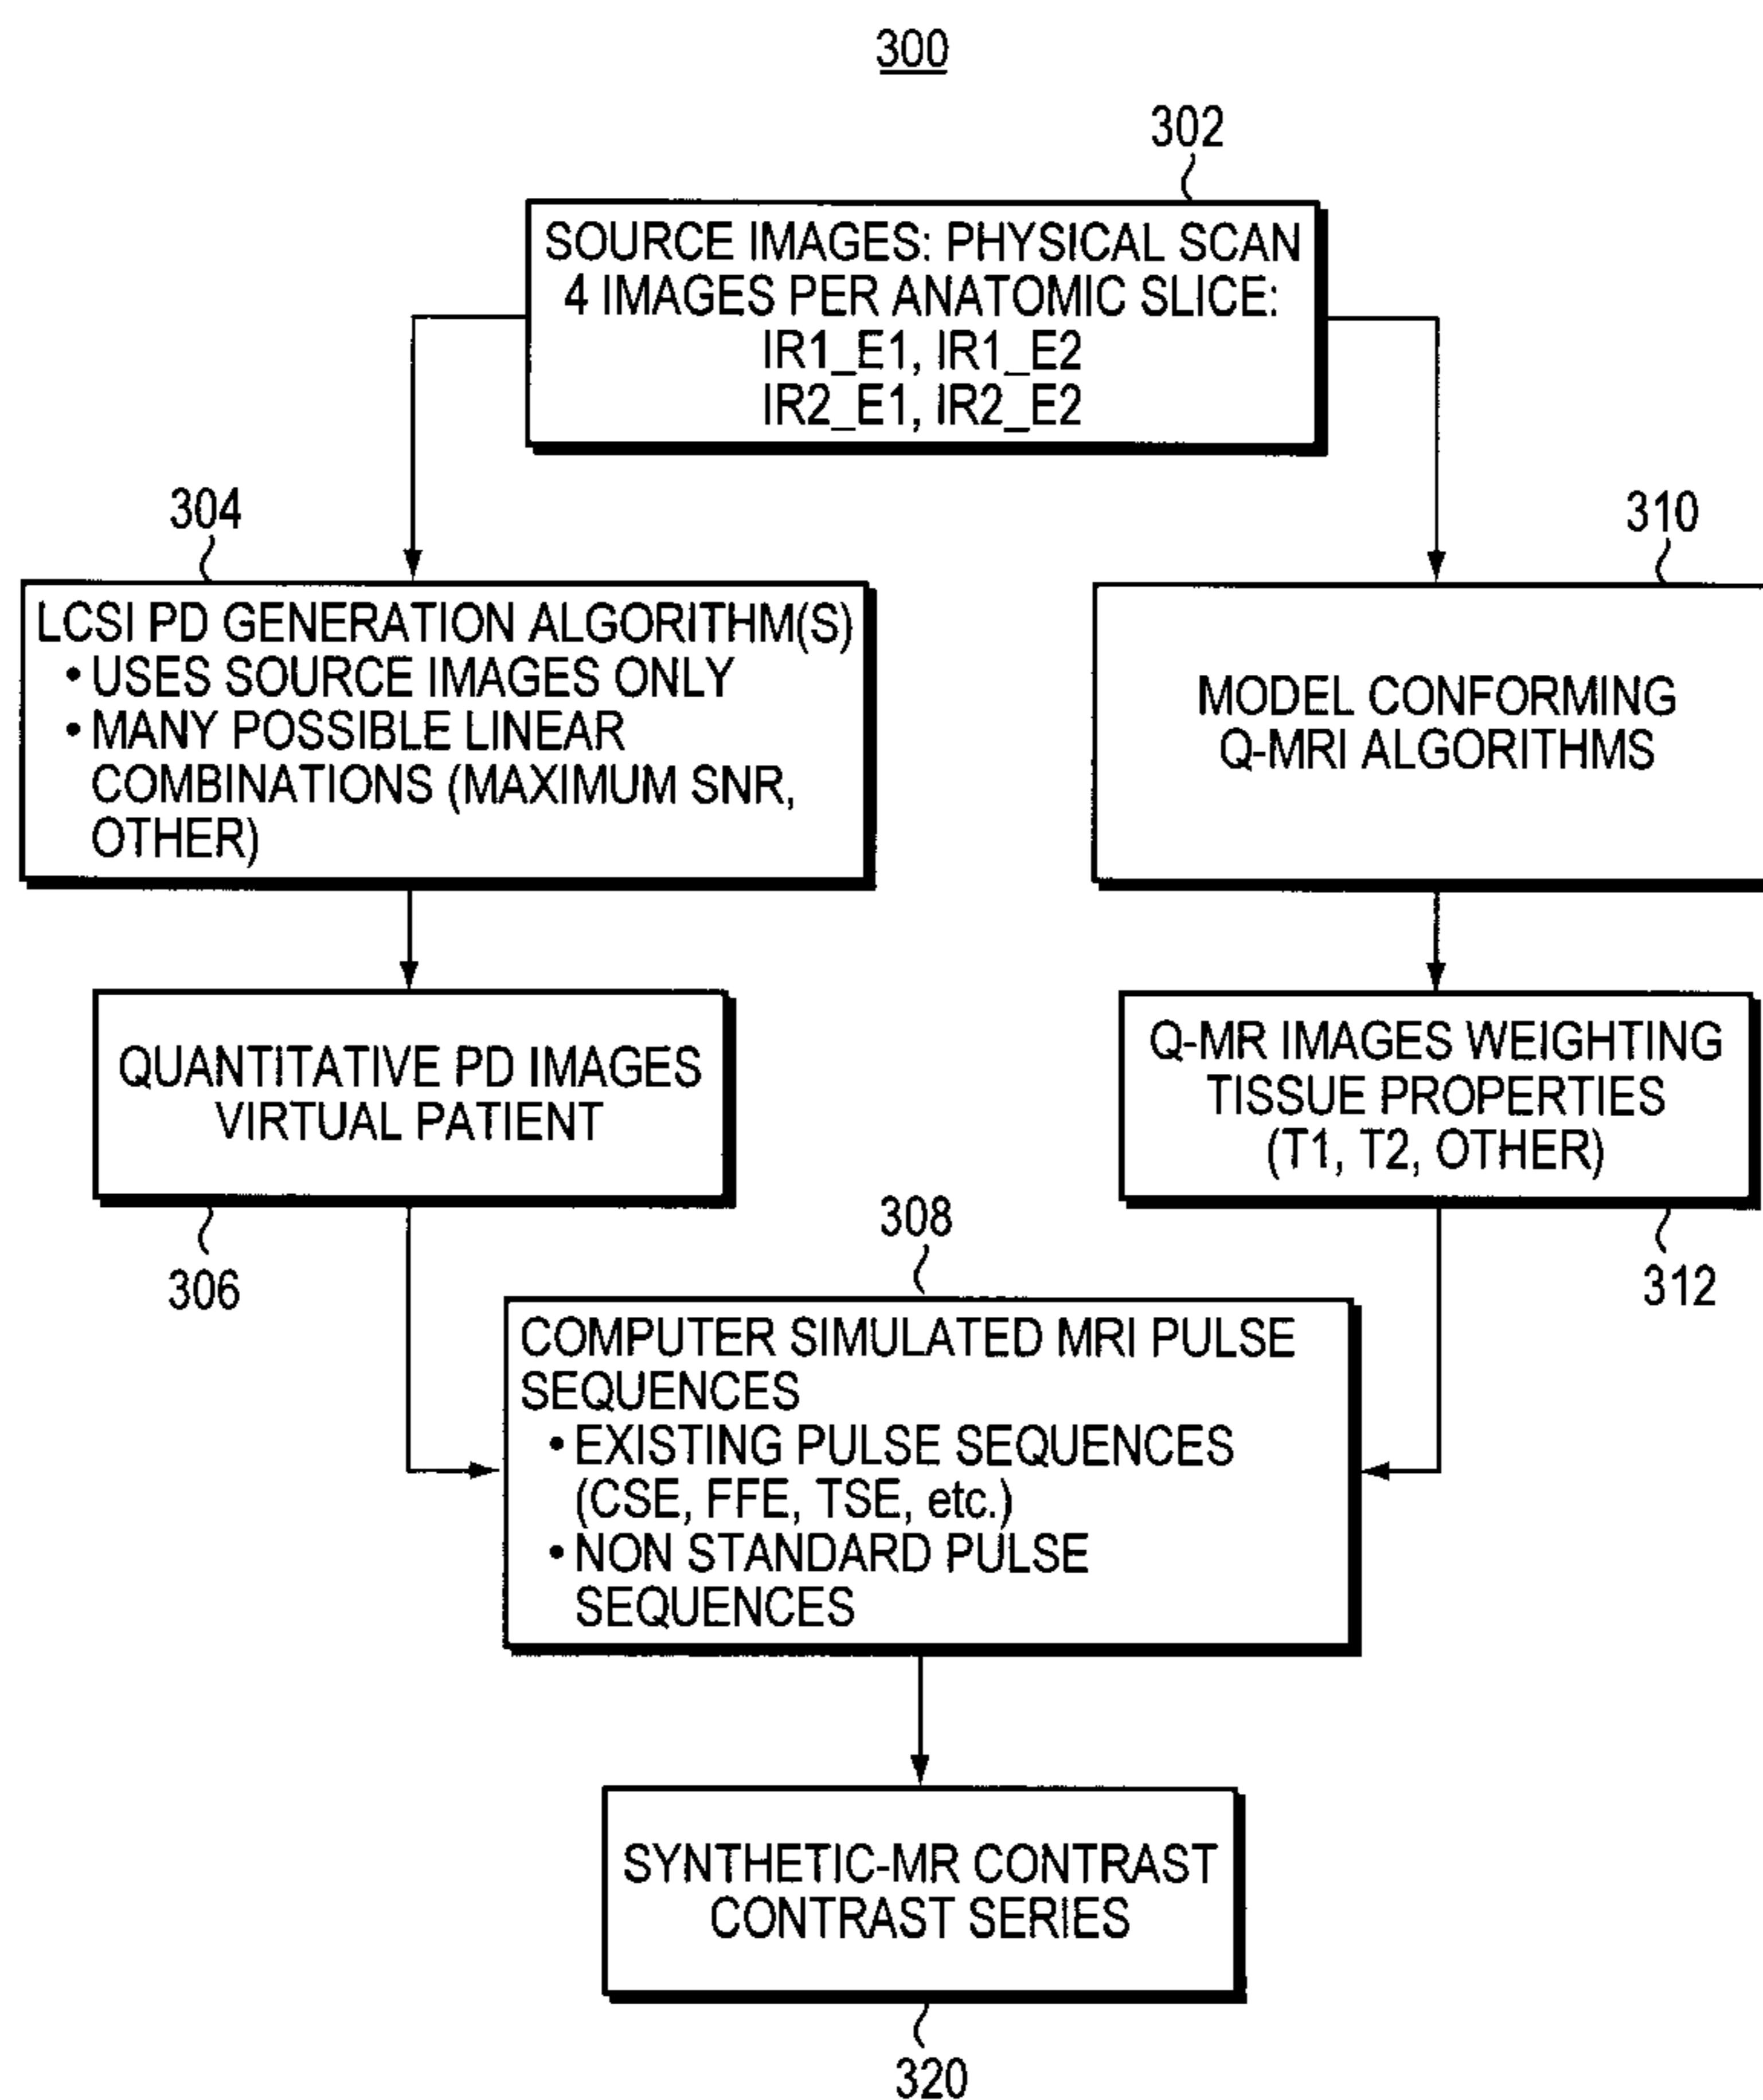 300
302
SOURCE IMAGES: PHYSICAL SCAN
4 IMAGES PER ANATOMIC SLICE:
IR1_E1, IR1_E2
IR2_E1, IR2_E2
304
LCSI PD GENERATION ALGORITHM(S)
• USES SOURCE IMAGES ONLY
• MANY POSSIBLE LINEAR
COMBINATIONS (MAXIMUM SNR,
OTHER)
310
MODEL CONFORMING
Q-MRI ALGORITHMS
QUANTITATIVE PD IMAGES
VIRTUAL PATIENT
306
Q-MR IMAGES WEIGHTING
TISSUE PROPERTIES
(T1, T2, OTHER)
312
308
COMPUTER SIMULATED MRI PULSE
SEQUENCES
• EXISTING PULSE SEQUENCES
(CSE, FFE, TSE, etc.)
• NON STANDARD PULSE
SEQUENCES
SYNTHETIC-MR CONTRAST
CONTRAST SERIES
320